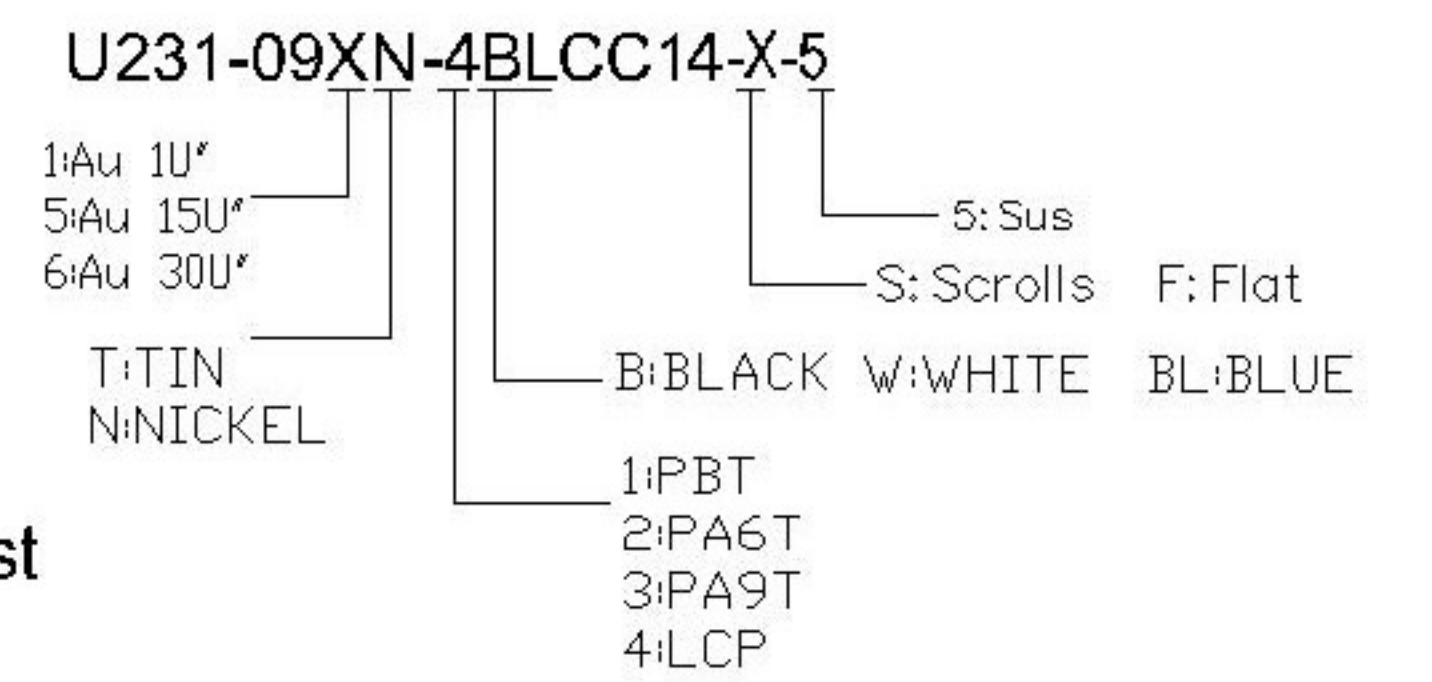 U231-09XN-4BLCC14-X-5
1:Au 1U"
5:Au 15U"
6:Au 30U"
5: Sus
S: Scrolls F: Flat
T:TIN
N:NICKEL
B:BLACK W:WHITE BL:BLUE
1:PBT
2:PA6T
3:PA9T
4:LCP
st